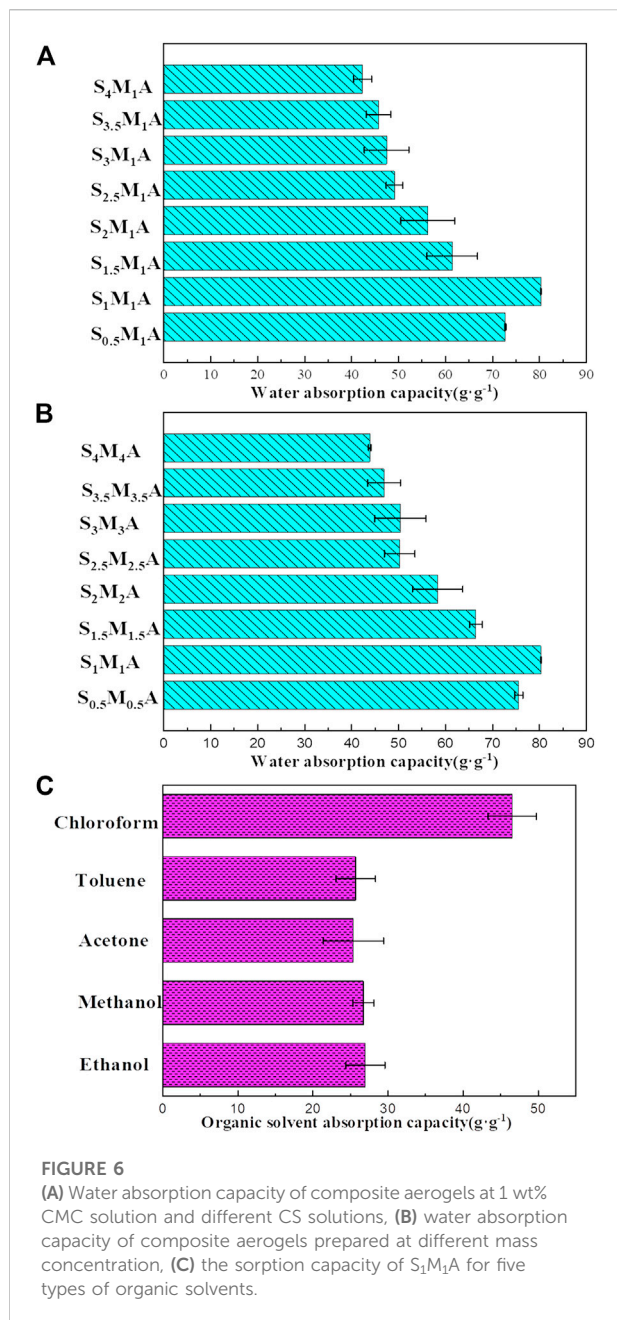 A
S₄M₁A
S₃.₅M₁A
S₃M₁A
S₂.₅M₁A
S₂M₁A
S₁.₅M₁A
S₁M₁A
S₀.₅M₁A
0 10 20 30 40 50 60 70 80 90
Water absorption capacity(g·g⁻¹)
B
S₄M₄A
S₃.₅M₃.₅A
S₃M₃A
S₂.₅M₂.₅A
S₂M₂A
S₁.₅M₁.₅A
S₁M₁A
S₀.₅M₀.₅A
0 10 20 30 40 50 60 70 80 90
Water absorption capacity(g·g⁻¹)
C
Chloroform
Toluene
Acetone
Methanol
Ethanol
0 10 20 30 40 50
Organic solvent absorption capacity(g·g⁻¹)
FIGURE 6
(A) Water absorption capacity of composite aerogels at 1 wt%
CMC solution and different CS solutions, (B) water absorption
capacity of composite aerogels prepared at different mass
concentration, (C) the sorption capacity of S₁M₁A for five
types of organic solvents.